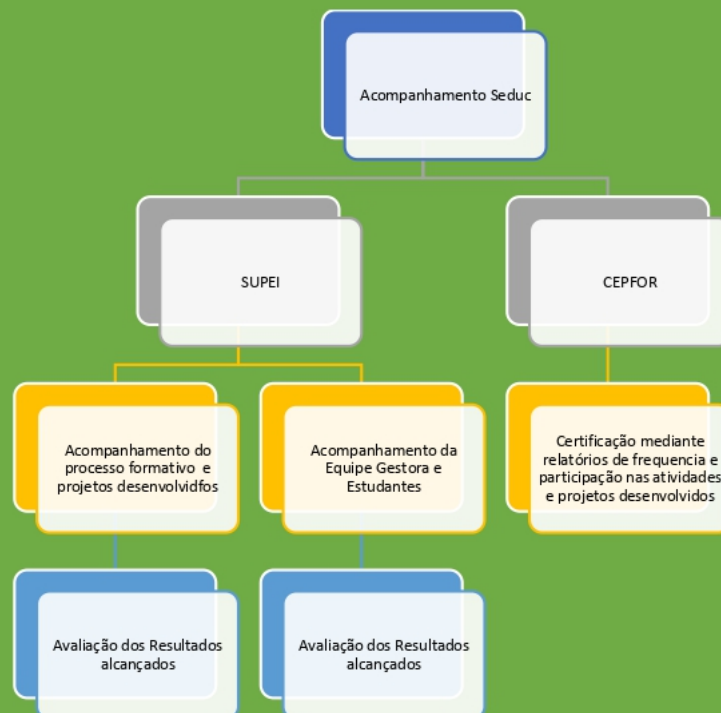 Acompanhamento Seduc
SUPEI
CEPFOR
Acompanhamento do
processo formativo e
projetos desenvolvidfos
Acompanhamento da
Equipe Gestora e
Estudantes
Certificação mediante
relatórios de frequencia e
participação nas atividades
e projetos desenvolvidos
Avaliação dos Resultados
alcançados
Avaliação dos Resultados
alcançados